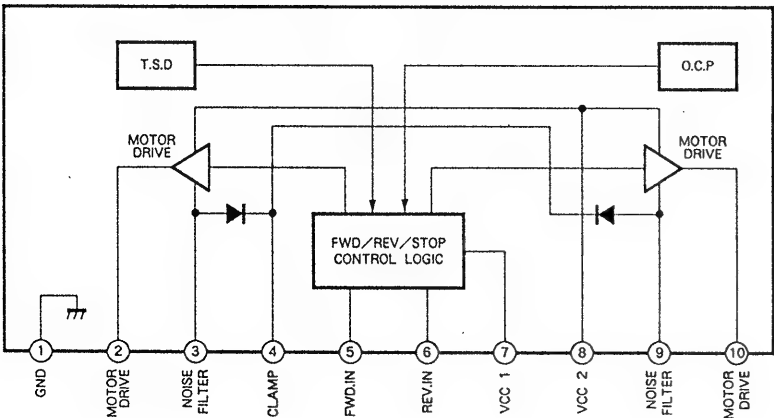 T.S.D
O.C.P
MOTOR
DRIVE
MOTOR
DRIVE
FWD/REV/STOP
CONTROL LOGIC
1
2
3
4
5
6
7
8
9
10
GND
MOTOR
DRIVE
NOISE
FILTER
CLAMP
FWD.IN
REV.IN
VCC 1
VCC 2
NOISE
FILTER
MOTOR
DRIVE